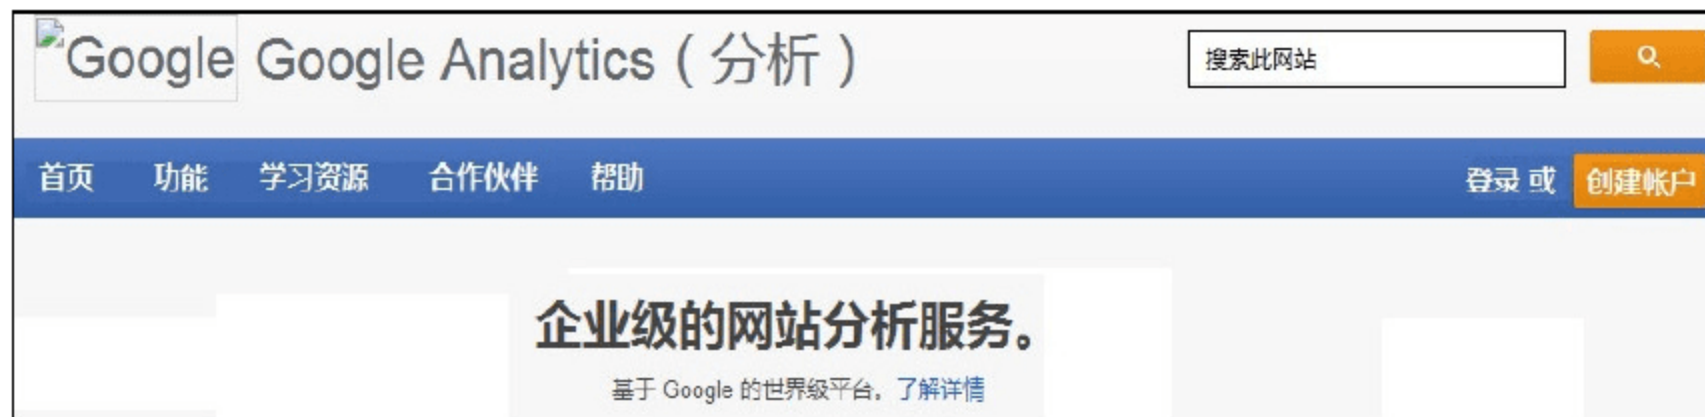 Google Google Analytics（分析）
搜索此网站
首页 功能 学习资源 合作伙伴 帮助 登录 或 创建帐户
企业级的网站分析服务。
基于 Google 的世界级平台。了解详情